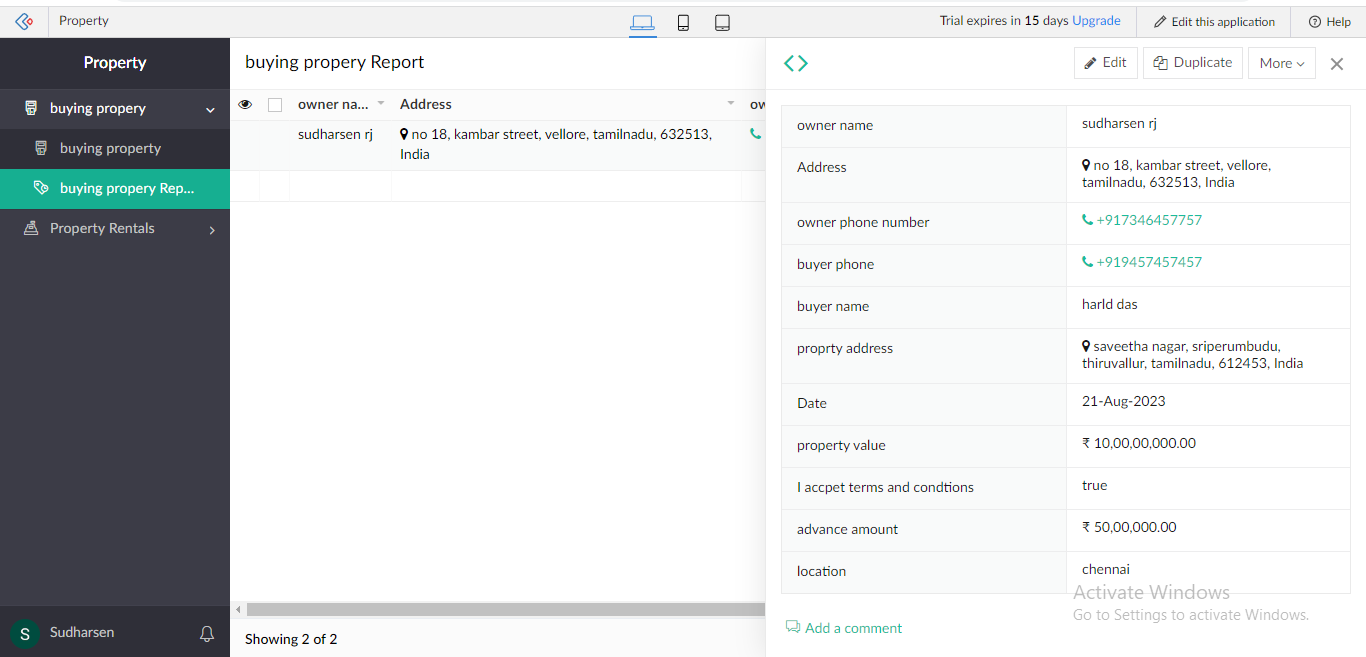 Property
Trial expires in 15 days Upgrade
Edit this application
Help
Property
buying propery
buying property
buying propery Rep...
Property Rentals
S
Sudharsen
buying propery Report
owner na...
Address
ow
sudharsen rj
no 18, kambar street, vellore, tamilnadu, 632513,
India
Showing 2 of 2
Edit
Duplicate
More
owner name
sudharsen rj
Address
no 18, kambar street, vellore,
tamilnadu, 632513, India
owner phone number
+917346457757
buyer phone
+919457457457
buyer name
harld das
proprty address
saveetha nagar, sriperumbudu,
thiruvallur, tamilnadu, 612453, India
Date
21-Aug-2023
property value
₹ 10,00,00,000.00
I accpet terms and condtions
true
advance amount
₹ 50,00,000.00
location
chennai
Add a comment
Activate Windows
Go to Settings to activate Windows.